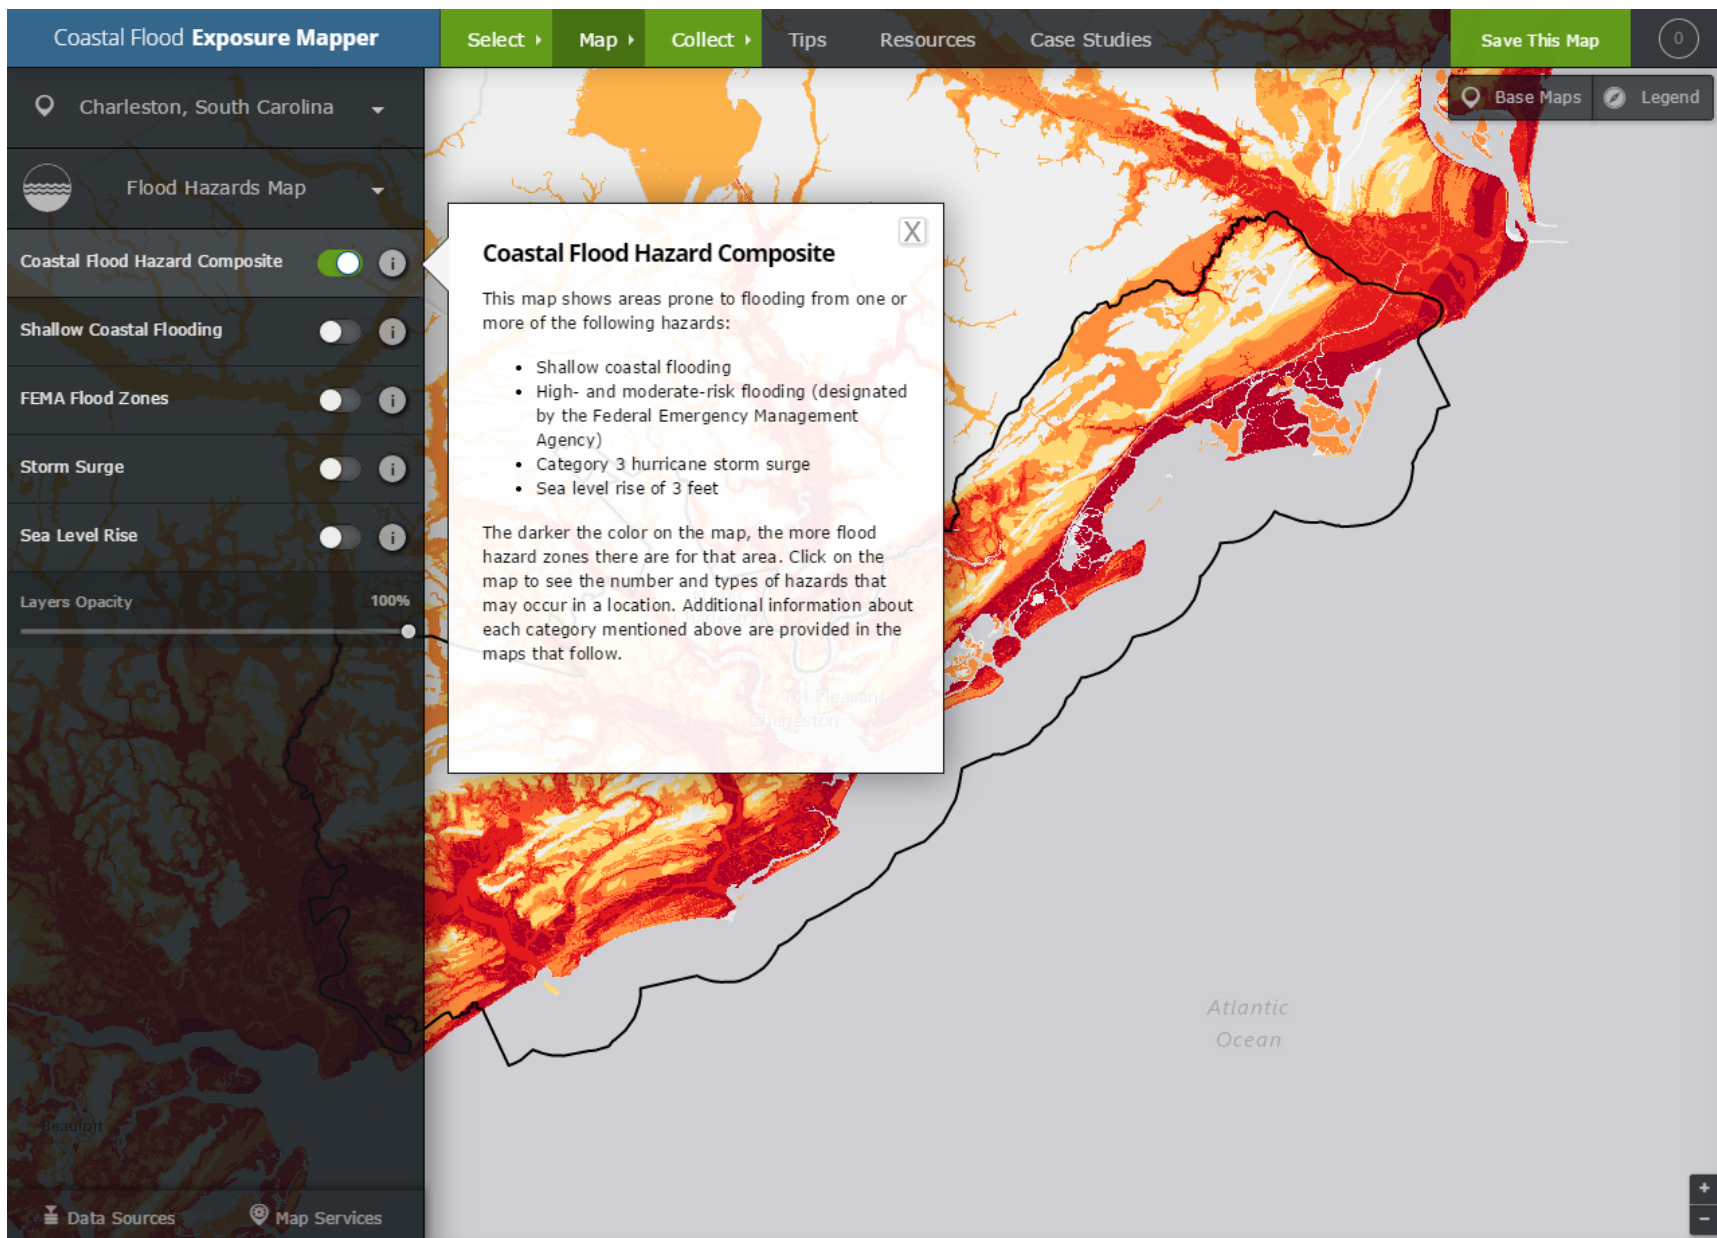 Coastal Flood Exposure Mapper
Select
Map
Collect
Tips
Resources
Case Studies
Save This Map
0
Base Maps
Legend
Charleston, South Carolina
Flood Hazards Map
Coastal Flood Hazard Composite
Shallow Coastal Flooding
FEMA Flood Zones
Storm Surge
Sea Level Rise
Layers Opacity
100%
X
Coastal Flood Hazard Composite
This map shows areas prone to flooding from one or
more of the following hazards:
• Shallow coastal flooding
• High- and moderate-risk flooding (designated
by the Federal Emergency Management
Agency)
• Category 3 hurricane storm surge
• Sea level rise of 3 feet
The darker the color on the map, the more flood
hazard zones there are for that area. Click on the
map to see the number and types of hazards that
may occur in a location. Additional information about
each category mentioned above are provided in the
maps that follow.
Mt Pleasant
Charleston
Atlantic
Ocean
Beaufort
Data Sources
Map Services
+
−